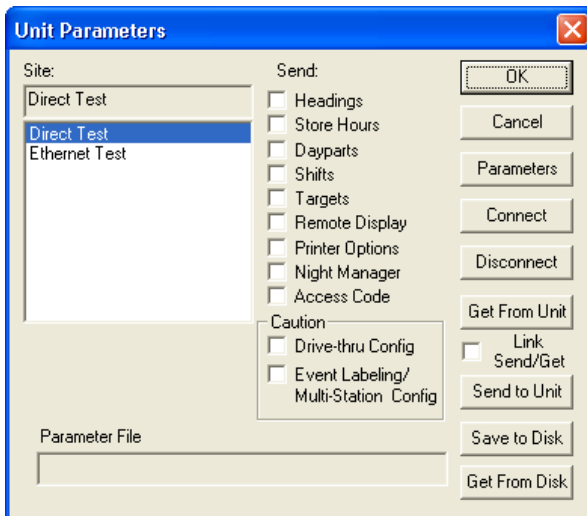 Unit Parameters
Site:
Direct Test
Direct Test
Ethernet Test
Send:
Headings
Store Hours
Dayparts
Shifts
Targets
Remote Display
Printer Options
Night Manager
Access Code
Caution
Drive-thru Config
Event Labeling/
Multi-Station Config
OK
Cancel
Parameters
Connect
Disconnect
Get From Unit
Link
Send/Get
Send to Unit
Save to Disk
Get From Disk
Parameter File